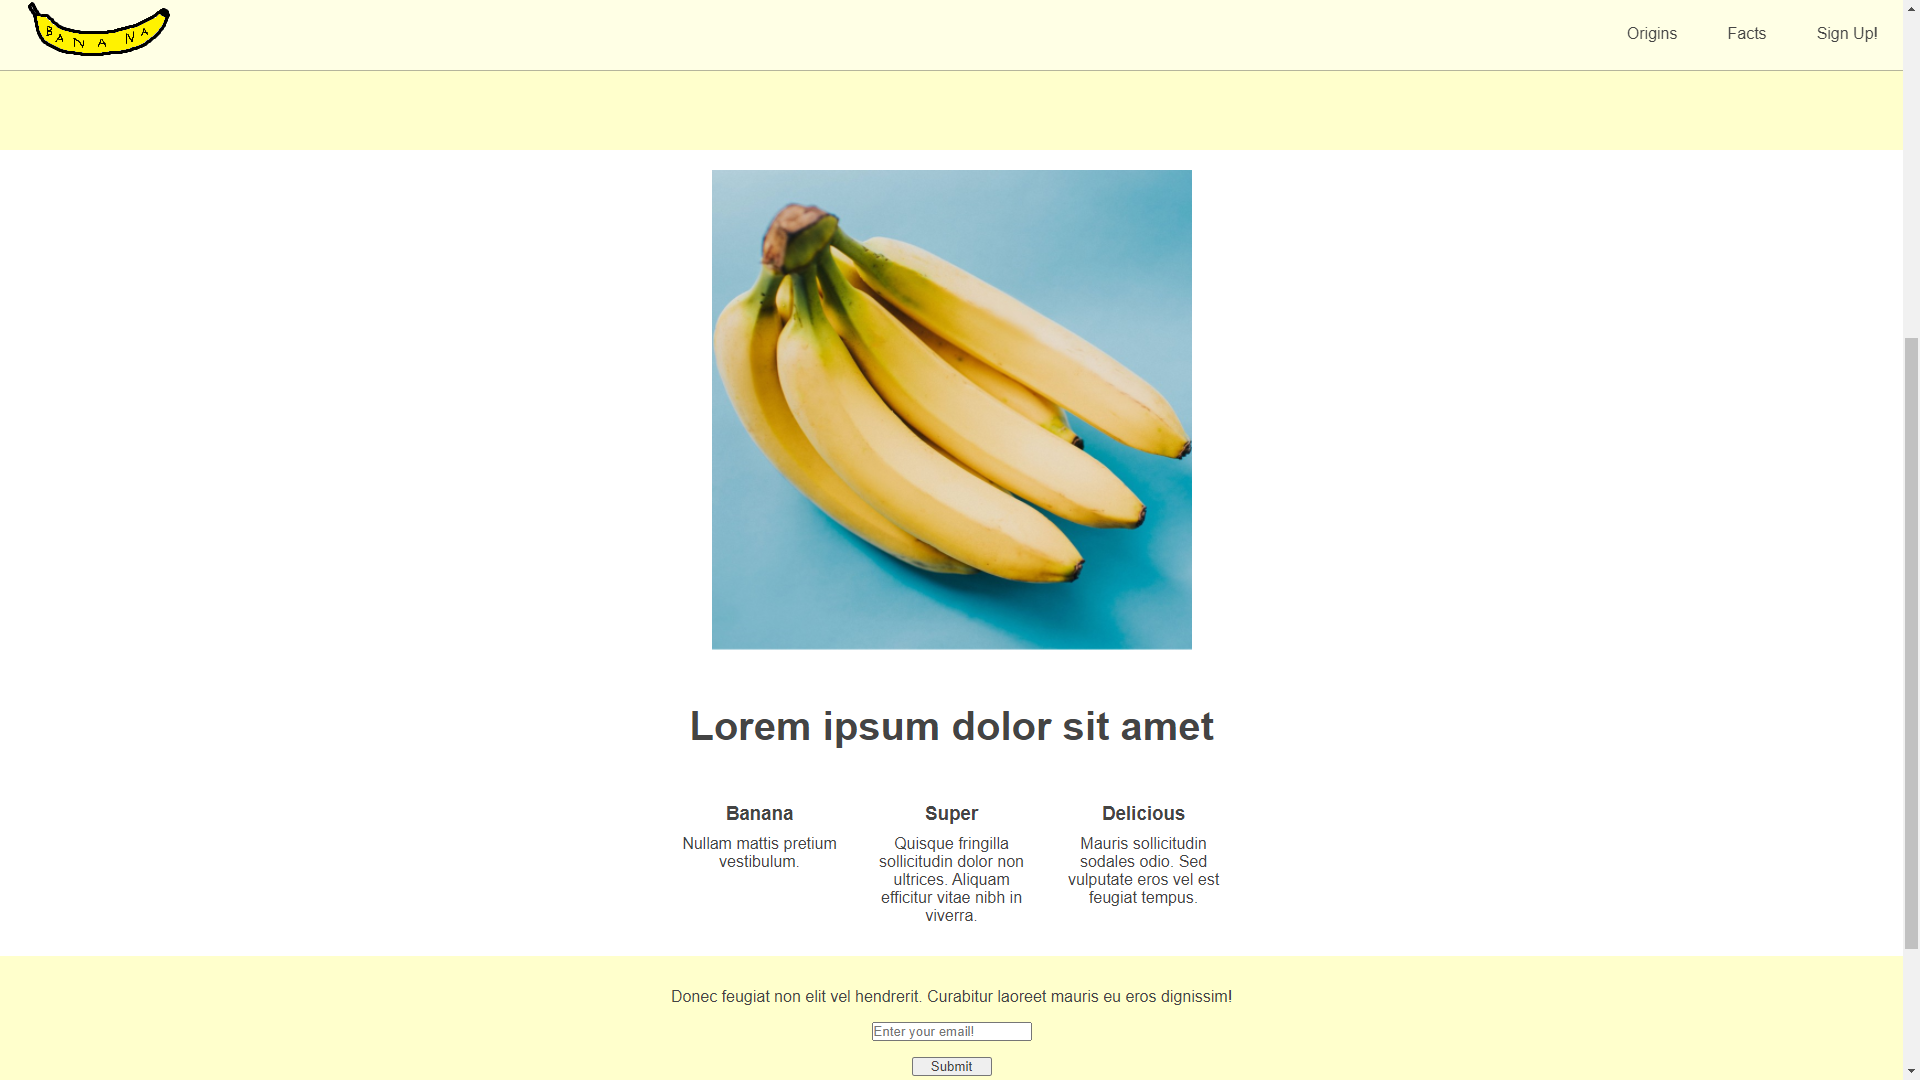 BANANA
Origins Facts Sign Up!
Lorem ipsum dolor sit amet
Banana
Nullam mattis pretium
vestibulum.
Super
Quisque fringilla
sollicitudin dolor non
ultrices. Aliquam
efficitur vitae nibh in
viverra.
Delicious
Mauris sollicitudin
sodales odio. Sed
vulputate eros vel est
feugiat tempus.
Donec feugiat non elit vel hendrerit. Curabitur laoreet mauris eu eros dignissim!
Enter your email!
Submit